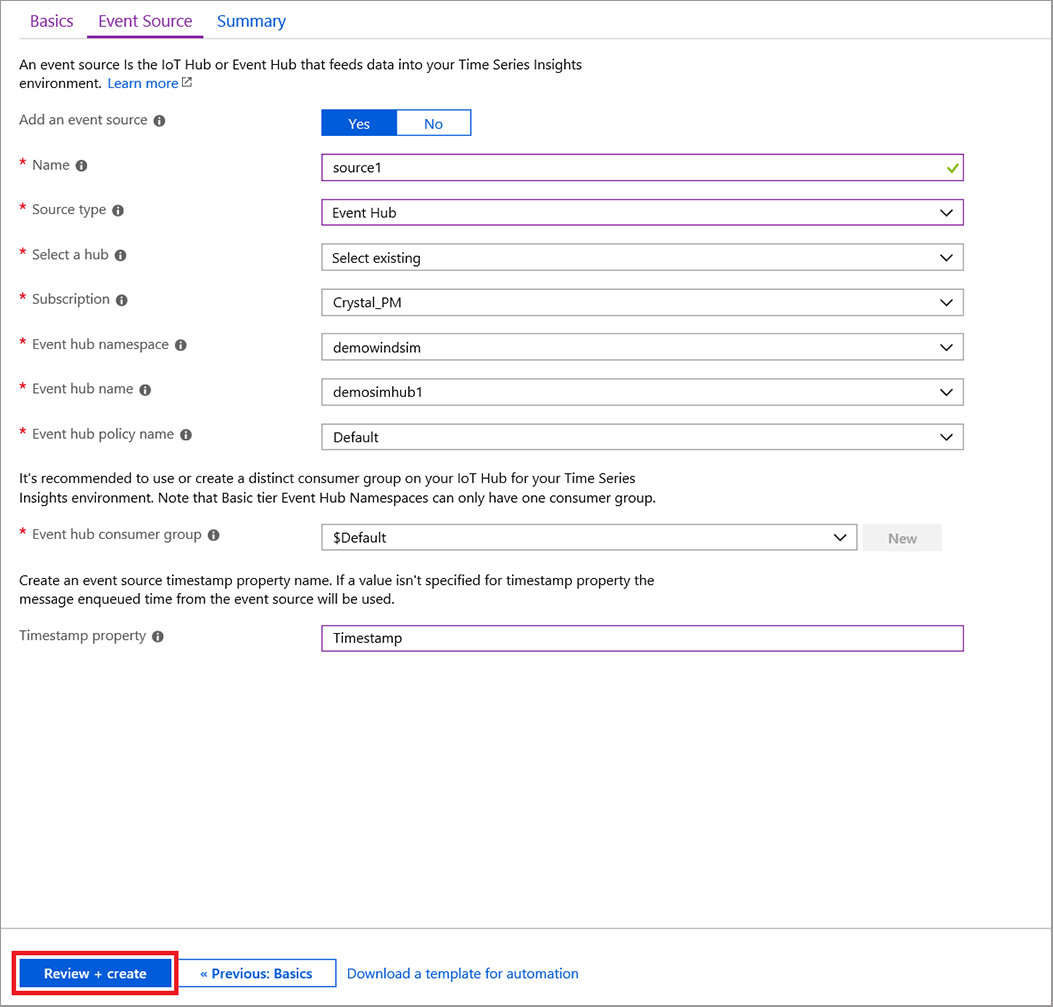 Basics Event Source Summary
An event source Is the IoT Hub or Event Hub that feeds data into your Time Series Insights
environment. Learn more
Add an event source Yes No
* Name source1
* Source type Event Hub
* Select a hub Select existing
* Subscription Crystal_PM
* Event hub namespace demowindsim
* Event hub name demosimhub1
* Event hub policy name Default
It's recommended to use or create a distinct consumer group on your IoT Hub for your Time Series
Insights environment. Note that Basic tier Event Hub Namespaces can only have one consumer group.
* Event hub consumer group $Default New
Create an event source timestamp property name. If a value isn't specified for timestamp property the
message enqueued time from the event source will be used.
Timestamp property Timestamp
Review + create « Previous: Basics Download a template for automation